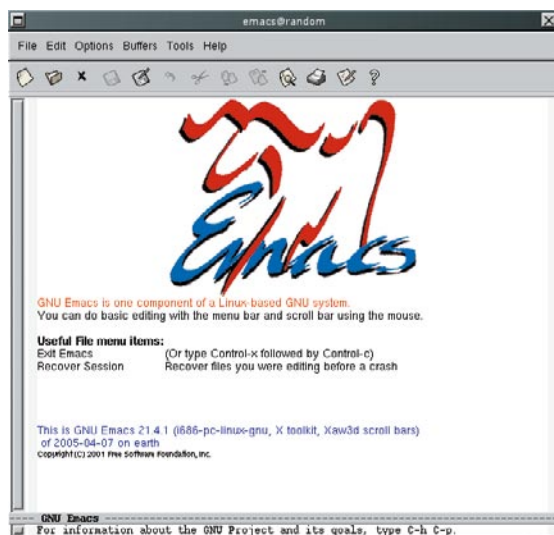 emacs@random
File Edit Options Buffers Tools Help
Emacs
GNU Emacs is one component of a Linux-based GNU system.
You can do basic editing with the menu bar and scroll bar using the mouse.
Useful File menu items:
Exit Emacs (Or type Control-x followed by Control-c)
Recover Session Recover files you were editing before a crash
This is GNU Emacs 21.4.1 (i686-pc-linux-gnu, X toolkit, Xaw3d scroll bars)
of 2005-04-07 on earth
Copyright (C) 2001 Free Software Foundation, Inc.
GNU Emacs
For information about the GNU Project and its goals, type C-h C-p.